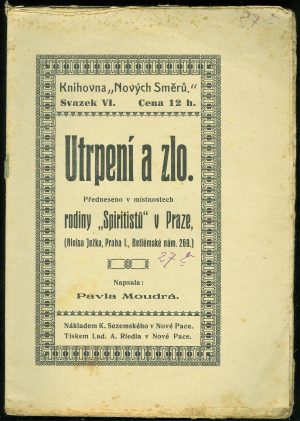 Knihovna „Nových Směrů."
Svazek VI. Cena 12 h.
Utrpení a zlo.
Předneseno v místnostech
rodiny „Spiritistů" v Praze,
(Aloisa Ježka, Praha I., Betlémské nám. 269.)
Napsala:
Pavla Moudrá.
Nákladem K. Sezemského v Nové Pace.
Tiskem Lad. A. Riedla v Nové Pace.